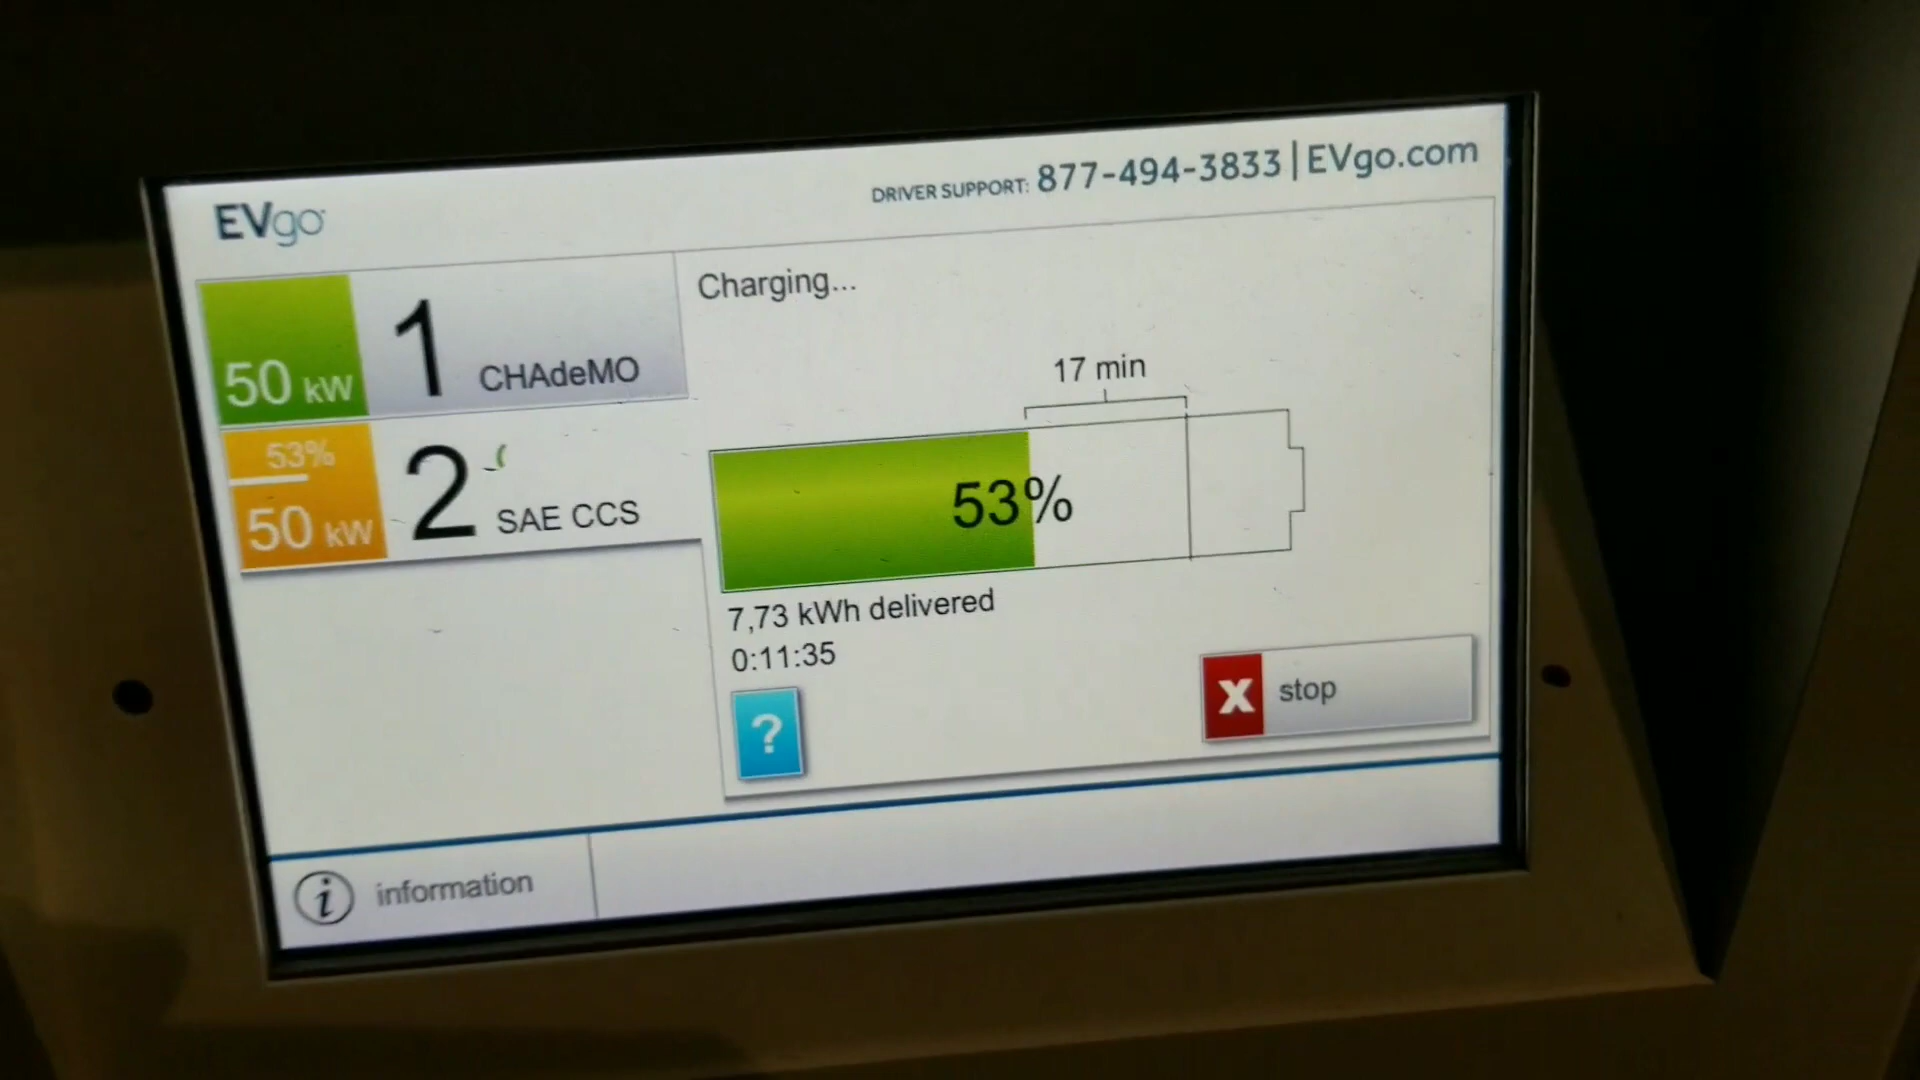 EVgo
DRIVER SUPPORT: 877-494-3833 | EVgo.com
50 kW
1 CHAdeMO
53%
50 kW
2 SAE CCS
Charging...
17 min
53%
7,73 kWh delivered
0:11:35
?
X stop
i information